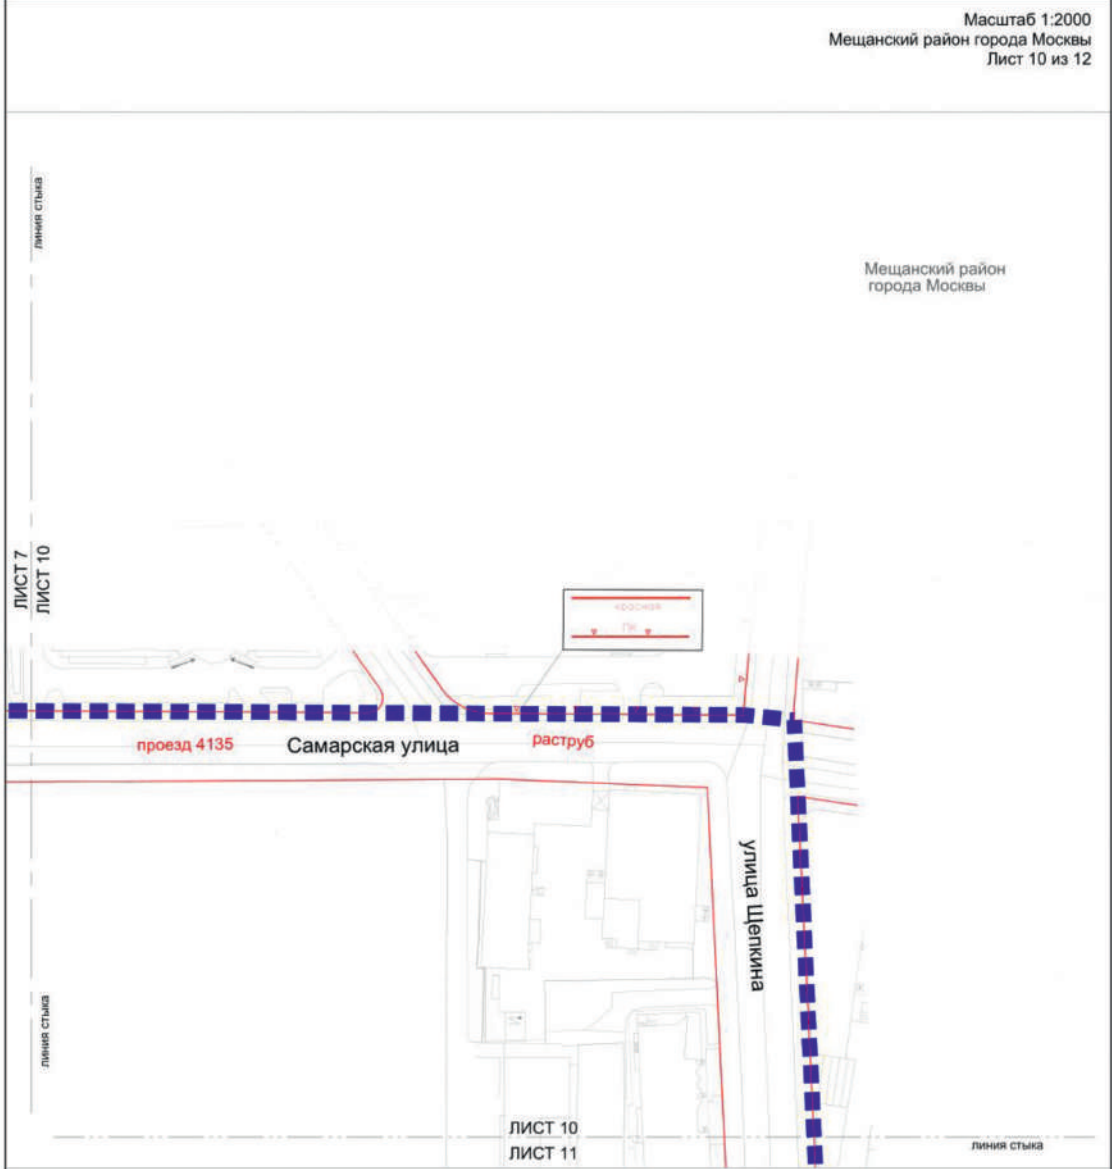 Масштаб 1:2000
Мещанский район города Москвы
Лист 10 из 12
линия стыка
Мещанский район
города Москвы
ЛИСТ 7
ЛИСТ 10
красная
ПК
проезд 4135
Самарская улица
раструб
улица Щепкина
линия стыка
ЛИСТ 10
ЛИСТ 11
линия стыка